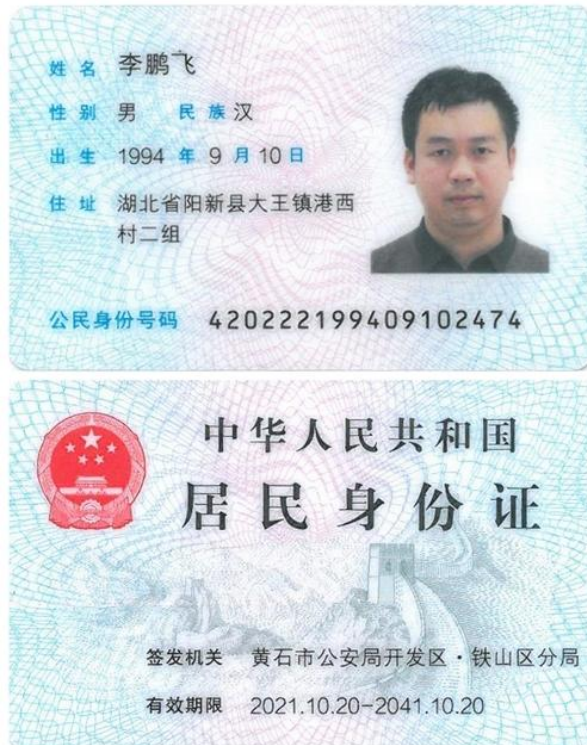 姓名 李鹏飞
性别 男 民族 汉
出生 1994 年 9 月 10 日
住址 湖北省阳新县大王镇港西
村二组
公民身份号码 420222199409102474
中华人民共和国
居民身份证
签发机关 黄石市公安局开发区·铁山区分局
有效期限 2021.10.20-2041.10.20